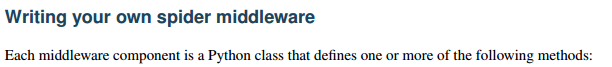 Writing your own spider middleware
Each middleware component is a Python class that defines one or more of the following methods: